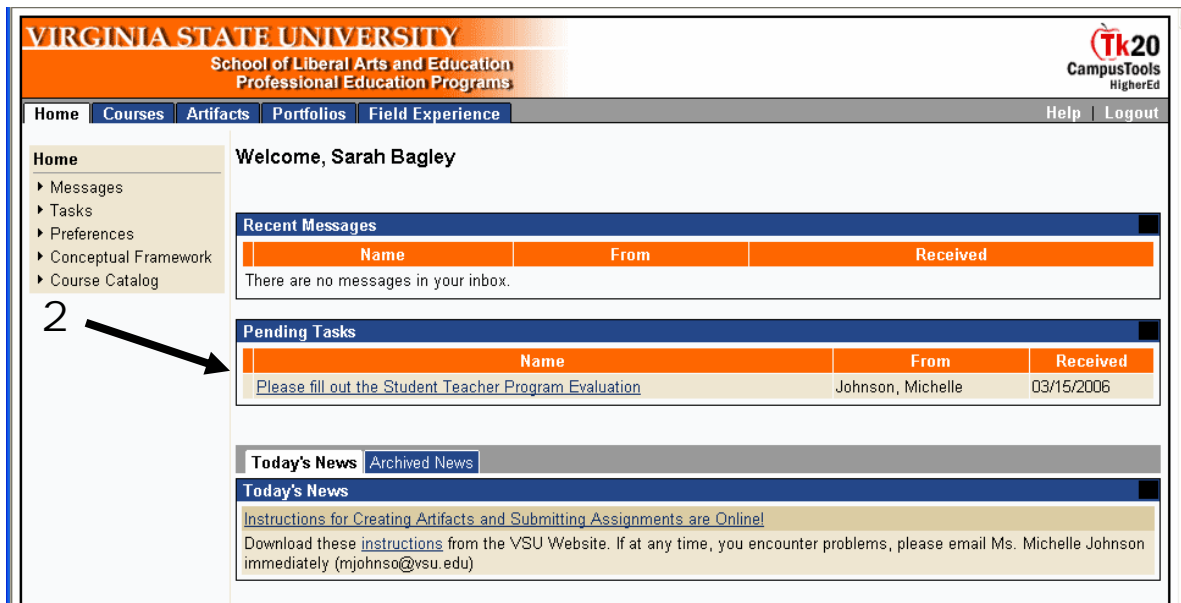 VIRGINIA STATE UNIVERSITY
School of Liberal Arts and Education
Professional Education Programs
Tk20
CampusTools
HigherEd
Home Courses Artifacts Portfolios Field Experience Help | Logout
Home
Messages
Tasks
Preferences
Conceptual Framework
Course Catalog
2
Welcome, Sarah Bagley
Recent Messages
Name From Received
There are no messages in your inbox.
Pending Tasks
Name From Received
Please fill out the Student Teacher Program Evaluation Johnson, Michelle 03/15/2006
Today's News Archived News
Today's News
Instructions for Creating Artifacts and Submitting Assignments are Online!
Download these instructions from the VSU Website. If at any time, you encounter problems, please email Ms. Michelle Johnson
immediately (mjohnso@vsu.edu)